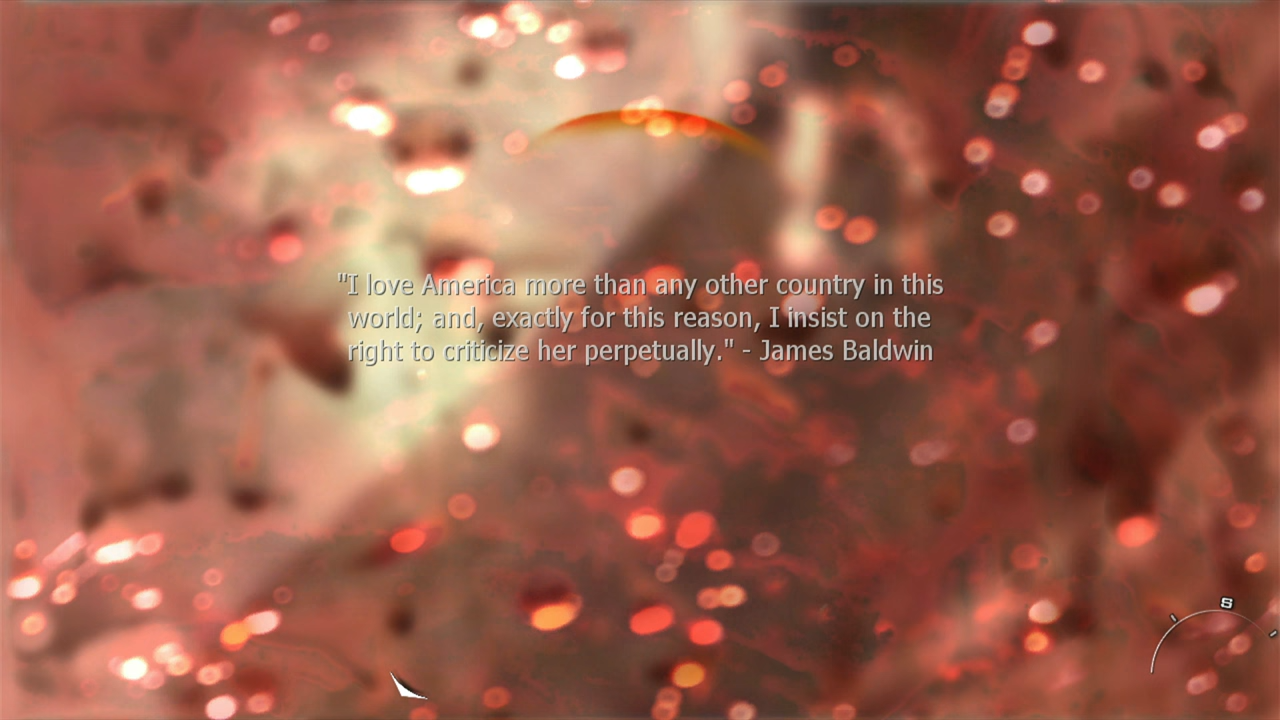 "I love America more than any other country in this
world; and, exactly for this reason, I insist on the
right to criticize her perpetually." - James Baldwin
S